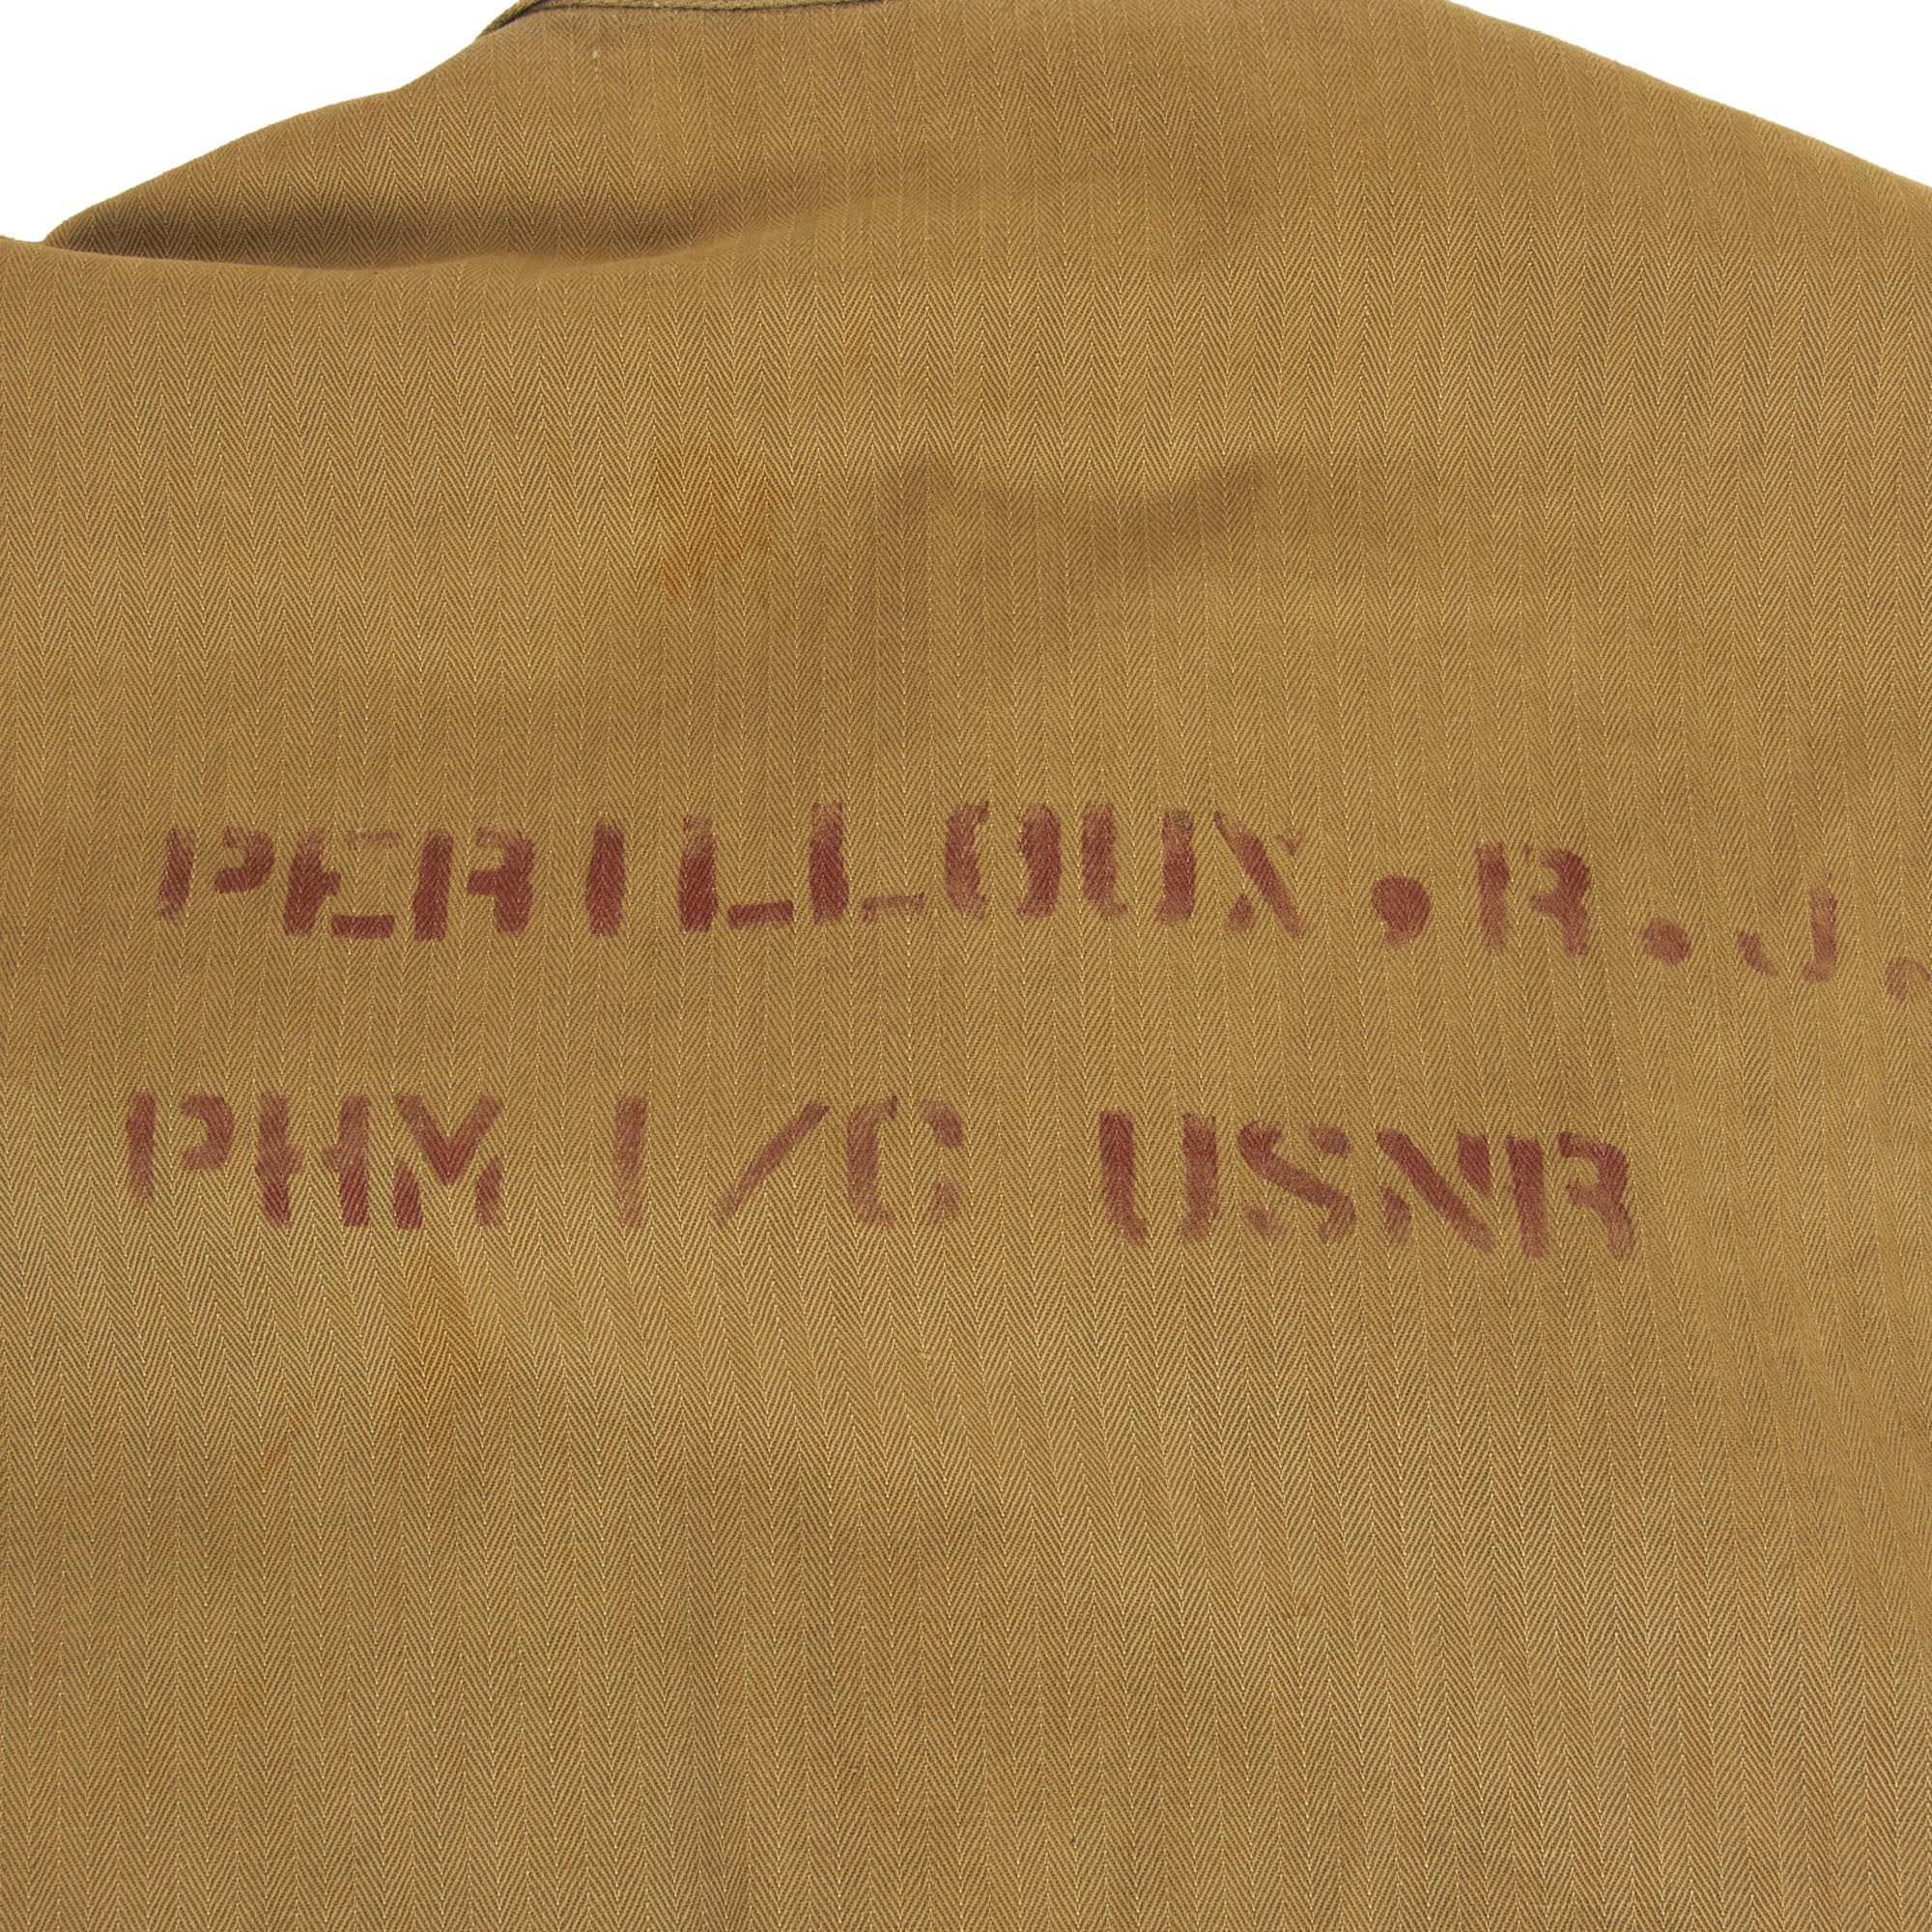 PERILLOUX,R.J.
PHM 1/C USNR